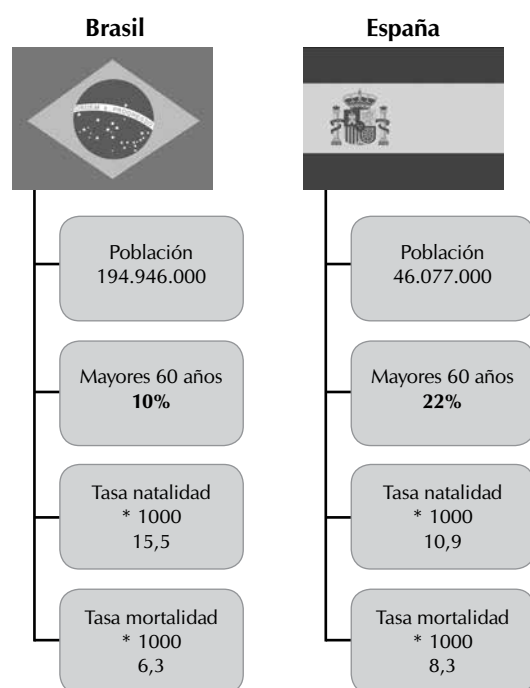 Brasil
ORDEM E PROGRESSO
Población
194.946.000
Mayores 60 años
10%
Tasa natalidad
* 1000
15,5
Tasa mortalidad
* 1000
6,3
España
Población
46.077.000
Mayores 60 años
22%
Tasa natalidad
* 1000
10,9
Tasa mortalidad
* 1000
8,3